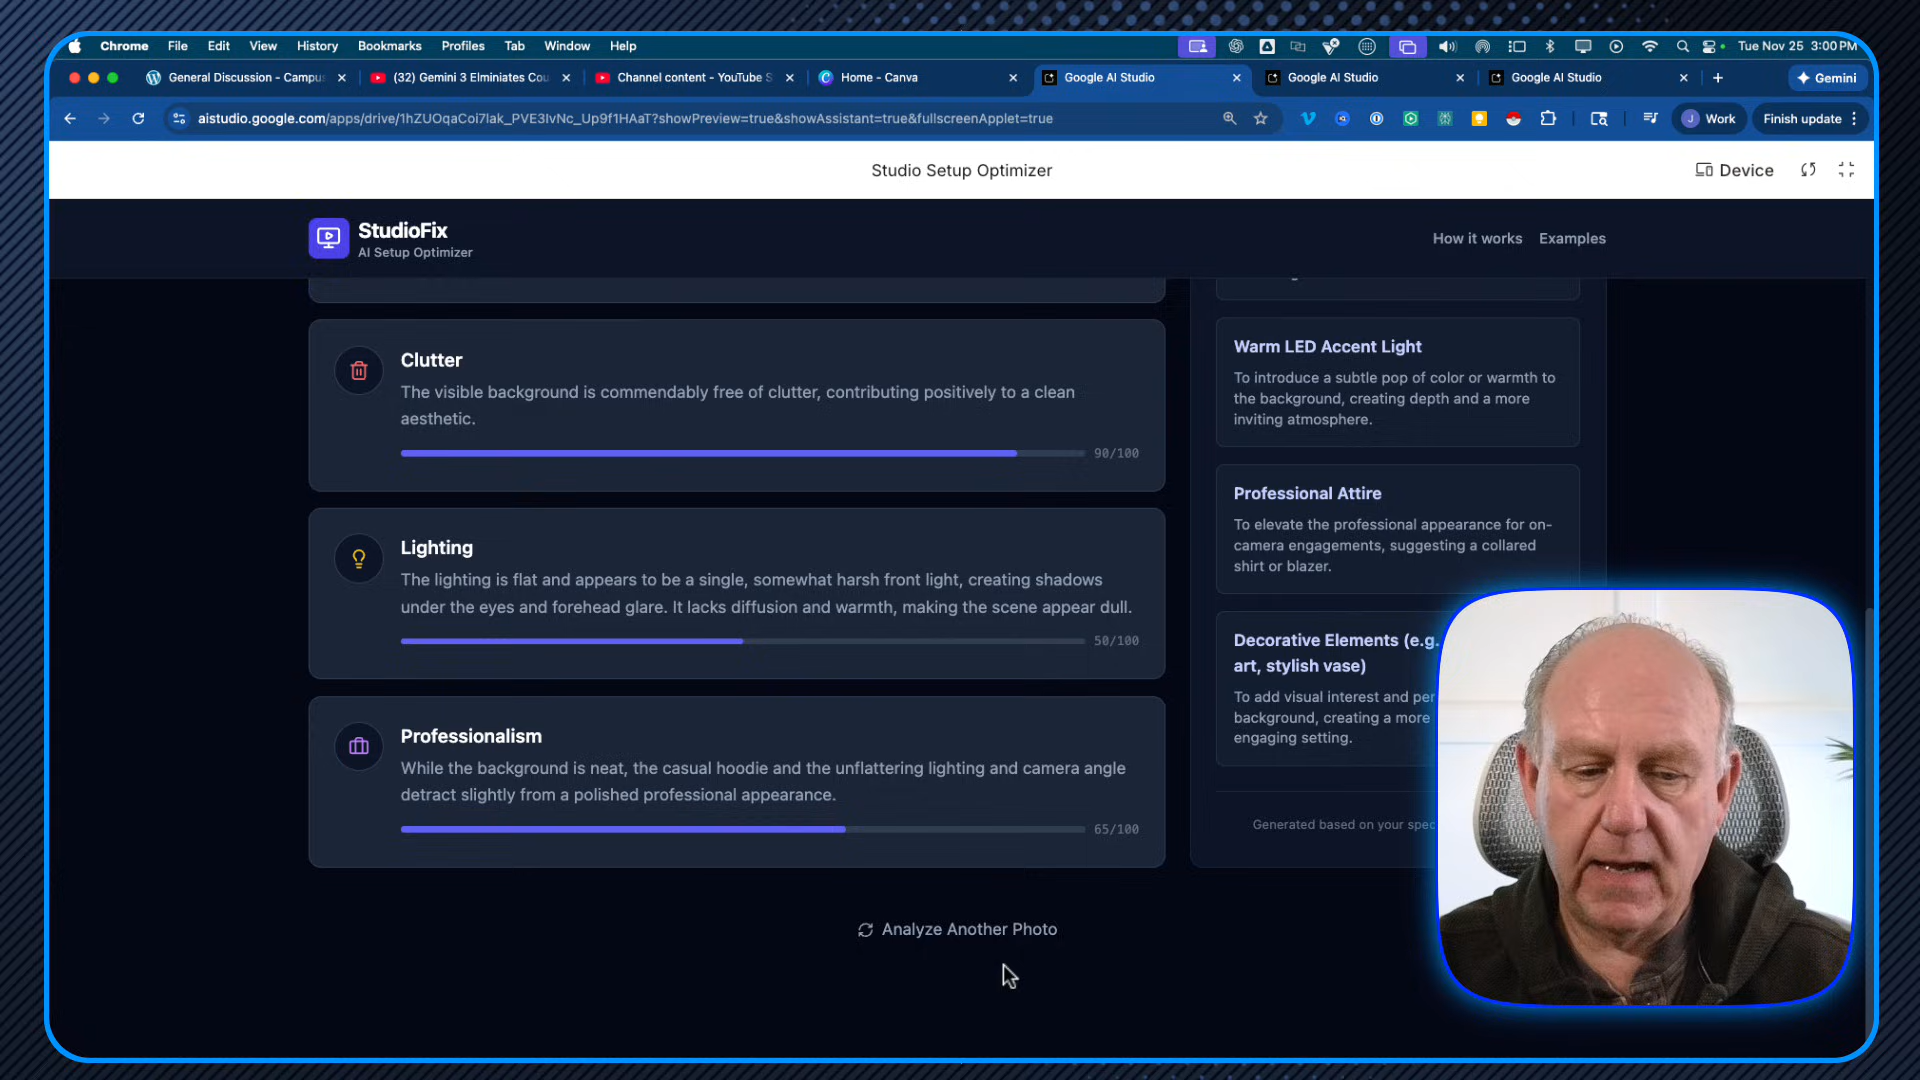 Chrome File Edit View History Bookmarks Profiles Tab Window Help
Tue Nov 25 3:00 PM
General Discussion - Campus
(32) Gemini 3 Elminiates Cou
Channel content - YouTube S
Home - Canva
Google AI Studio
Google AI Studio
Google AI Studio
Gemini
aistudio.google.com/apps/drive/1hZUOqaCoi7lak_PVE3IvNc_Up9f1HAaT?showPreview=true&showAssistant=true&fullscreenApplet=true
J Work
Finish update
Studio Setup Optimizer
Device
StudioFix
AI Setup Optimizer
How it works Examples
Clutter
The visible background is commendably free of clutter, contributing positively to a clean
aesthetic.
90/100
Lighting
The lighting is flat and appears to be a single, somewhat harsh front light, creating shadows
under the eyes and forehead glare. It lacks diffusion and warmth, making the scene appear dull.
50/100
Professionalism
While the background is neat, the casual hoodie and the unflattering lighting and camera angle
detract slightly from a polished professional appearance.
65/100
Warm LED Accent Light
To introduce a subtle pop of color or warmth to
the background, creating depth and a more
inviting atmosphere.
Professional Attire
To elevate the professional appearance for on-
camera engagements, suggesting a collared
shirt or blazer.
Decorative Elements (e.g.
art, stylish vase)
To add visual interest and per
background, creating a more
engaging setting.
Generated based on your spec
Analyze Another Photo